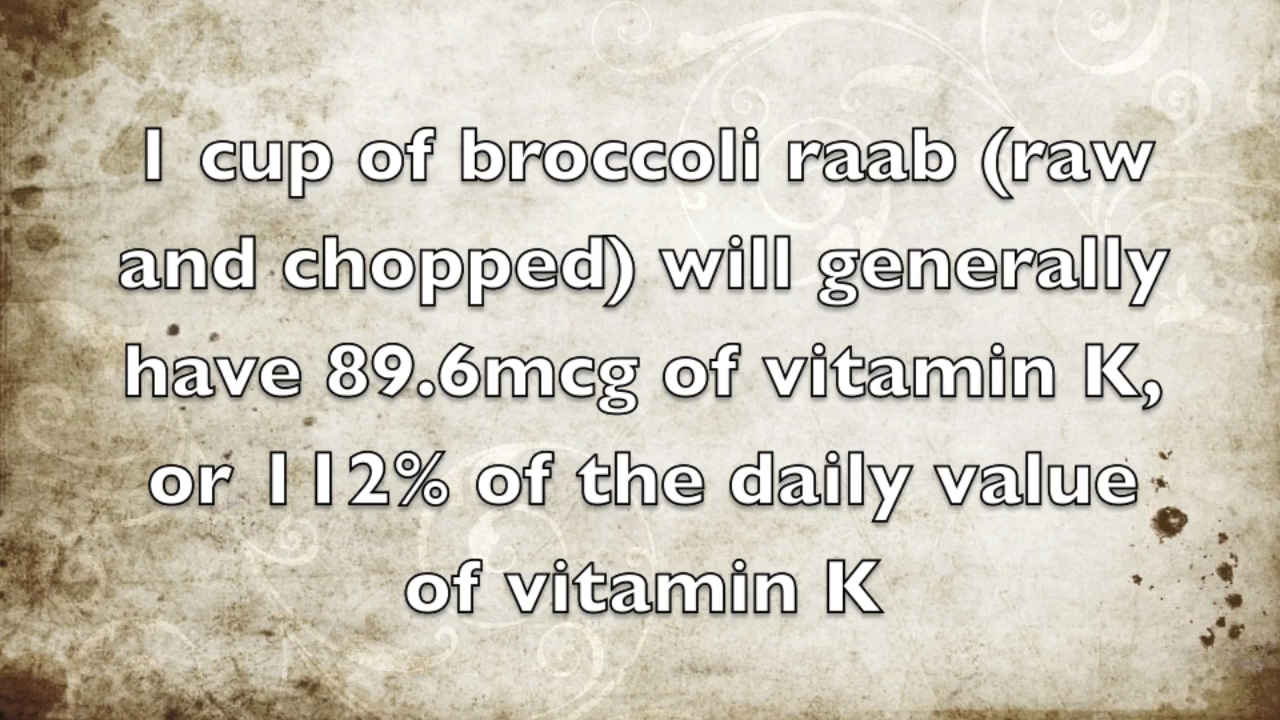 1 cup of broccoli raab (raw
and chopped) will generally
have 89.6mcg of vitamin K,
or 112% of the daily value
of vitamin K